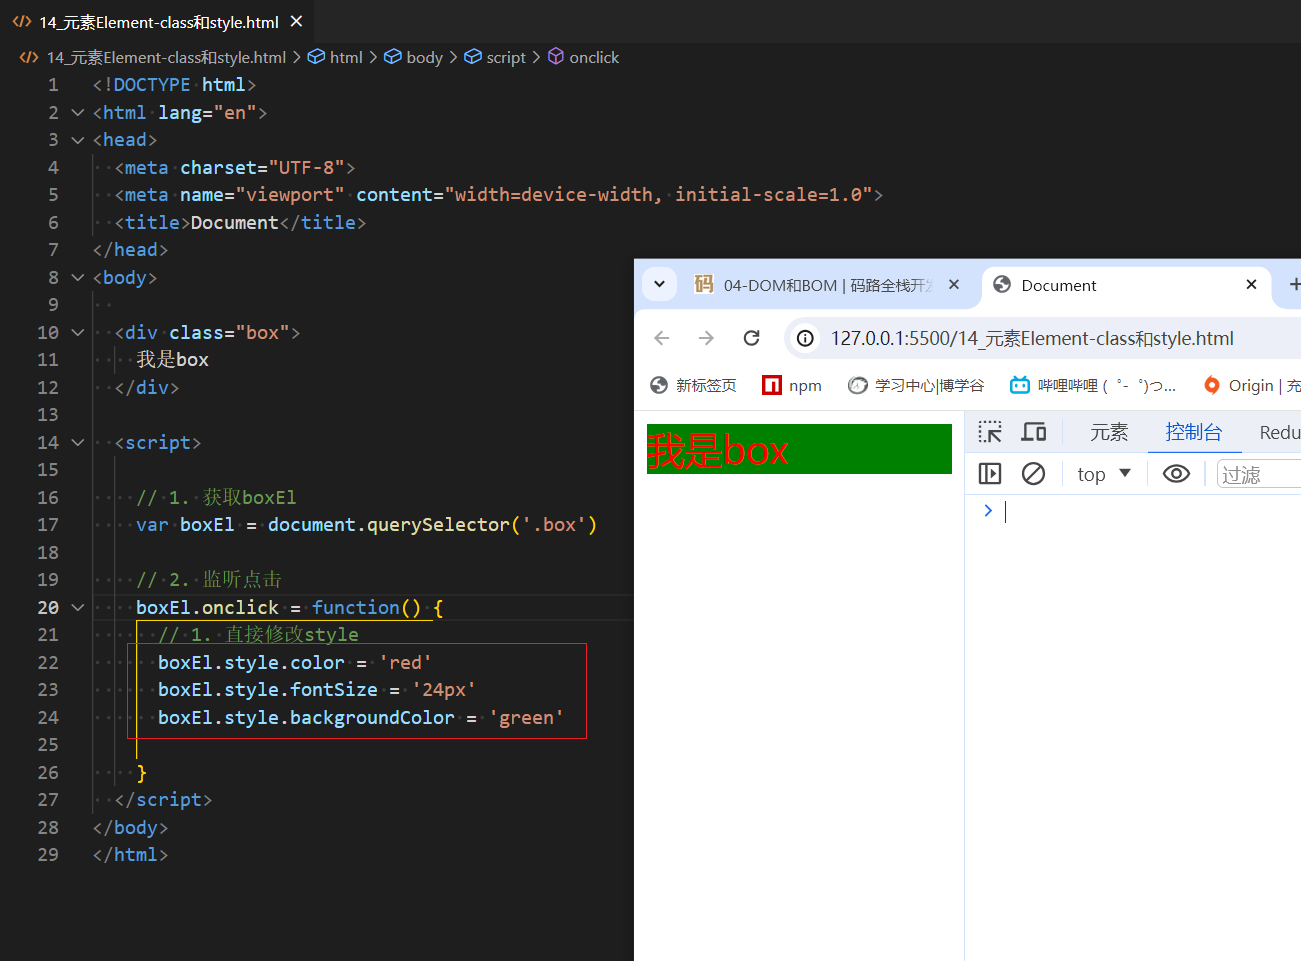 14_元素Element-class和style.html
14_元素Element-class和style.html > html > body > script > onclick
1 <!DOCTYPE html>
2 <html lang="en">
3 <head>
4 <meta charset="UTF-8">
5 <meta name="viewport" content="width=device-width, initial-scale=1.0">
6 <title>Document</title>
7 </head>
8 <body>
9
10 <div class="box">
11 我是box
12 </div>
13
14 <script>
15
16 // 1. 获取boxEl
17 var boxEl = document.querySelector('.box')
18
19 // 2. 监听点击
20 boxEl.onclick = function() {
21 // 1. 直接修改style
22 boxEl.style.color = 'red'
23 boxEl.style.fontSize = '24px'
24 boxEl.style.backgroundColor = 'green'
25
26 }
27 </script>
28 </body>
29 </html>
码 04-DOM和BOM | 码路全栈开 Document
127.0.0.1:5500/14_元素Element-class和style.html
新标签页 npm 学习中心|博学谷 哔哩哔哩 ( ゜- ゜)つ... Origin | 充
我是box
元素 控制台 Redu
top 过滤